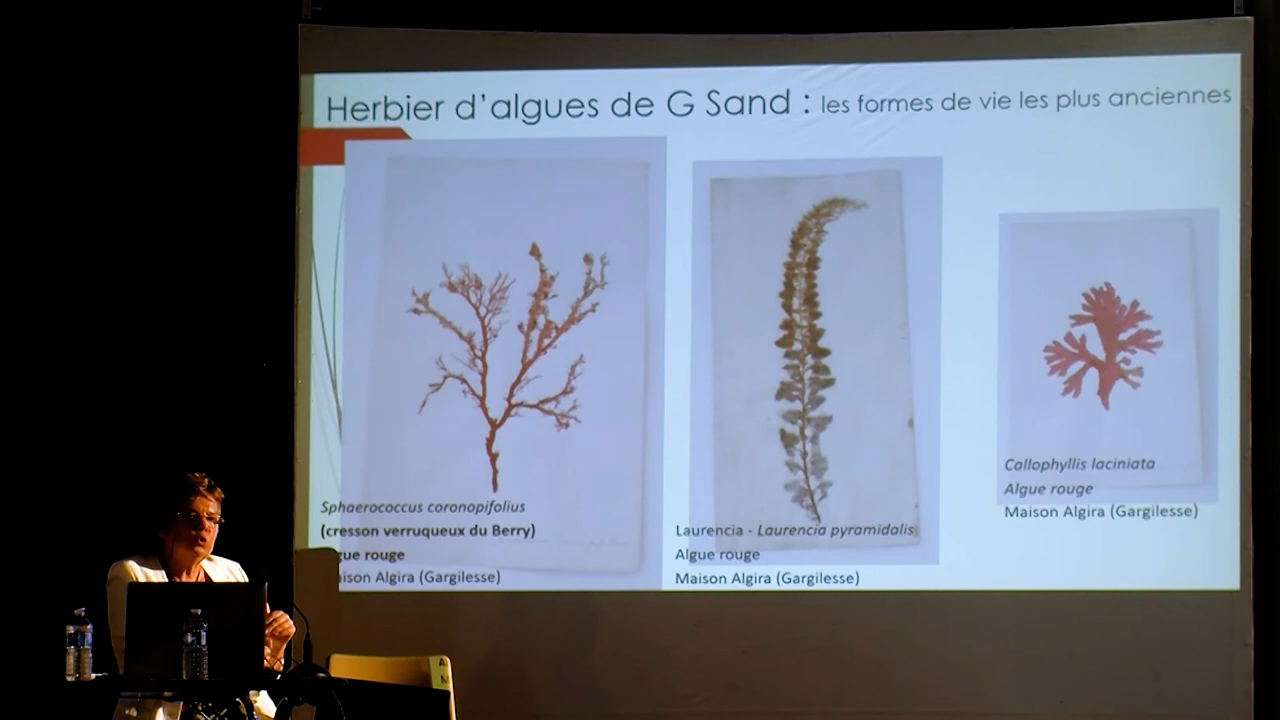 Herbier d'algues de G Sand : les formes de vie les plus anciennes
Sphaerococcus coronopifolius
(cresson verruqueux du Berry)
gue rouge
ison Algira (Gargilesse)
Laurencia - Laurencia pyramidalis
Algue rouge
Maison Algira (Gargilesse)
Callophyllis laciniata
Algue rouge
Maison Algira (Gargilesse)
A
M